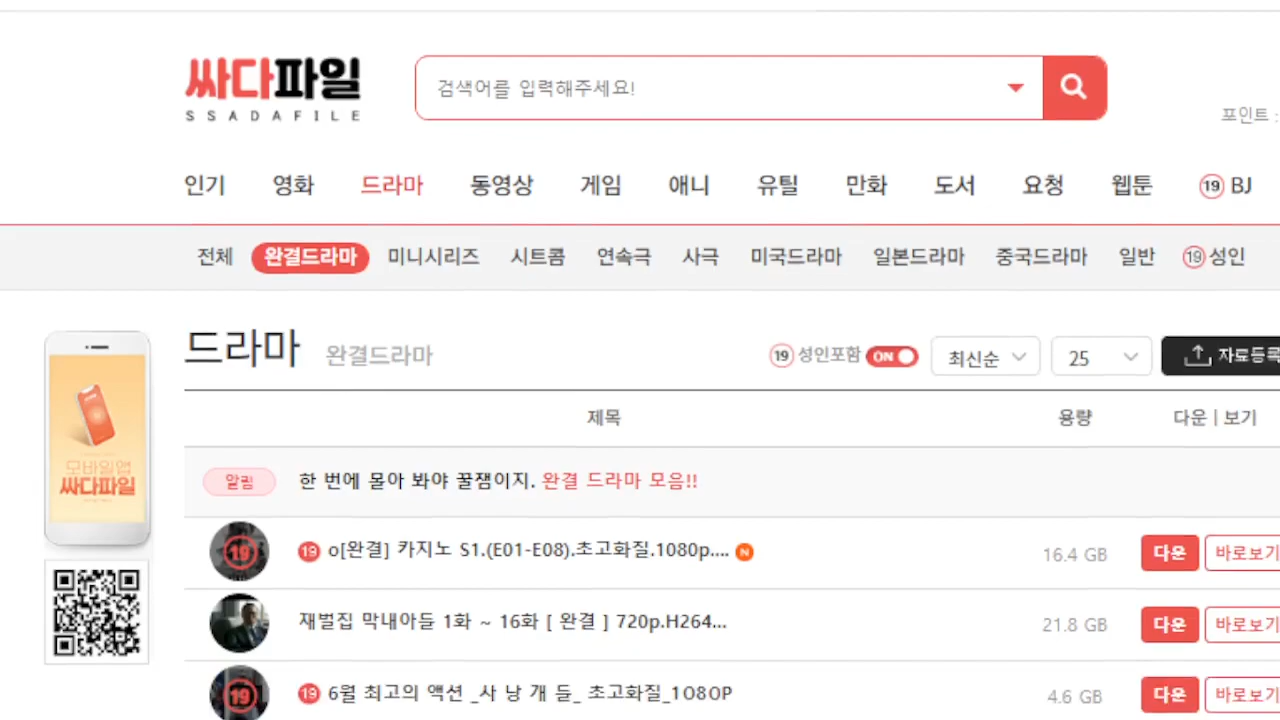 싸다파일
SSADAFILE
검색어를 입력해주세요!
포인트 :
인기 영화 드라마 동영상 게임 애니 유틸 만화 도서 요청 웹툰 19 BJ
전체 완결드라마 미니시리즈 시트콤 연속극 사극 미국드라마 일본드라마 중국드라마 일반 19 성인
드라마 완결드라마 19 성인포함 ON 최신순 25 자료등록
제목 용량 다운 | 보기
알림 한 번에 몰아 봐야 꿀잼이지. 완결 드라마 모음!!
19 19 o[완결] 카지노 S1.(E01-E08).초고화질.1080p.... N 16.4 GB 다운 바로보기
재벌집 막내아들 1화 ~ 16화 [ 완결 ] 720p.H264... 21.8 GB 다운 바로보기
19 19 6월 최고의 액션 _사 냥 개 들_ 초고화질_1080P 4.6 GB 다운 바로보기
모바일앱
싸다파일